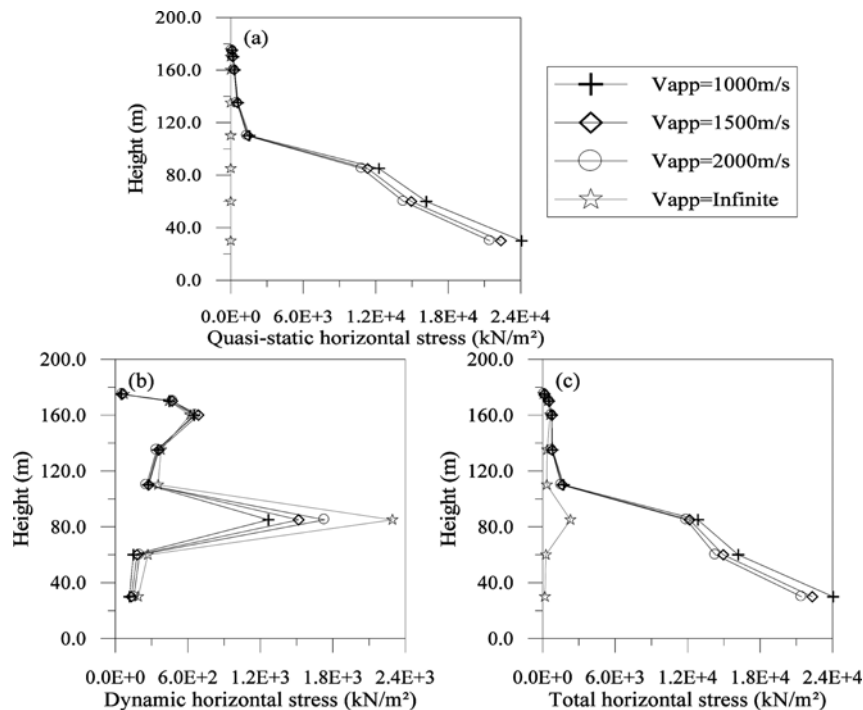 200.0
(a)
160.0
120.0
80.0
40.0
0.0
Height (m)
0.0E+0 6.0E+3 1.2E+4 1.8E+4 2.4E+4
Quasi-static horizontal stress (kN/m²)
Vapp=1000m/s
Vapp=1500m/s
Vapp=2000m/s
Vapp=Infinite
200.0
(b)
160.0
120.0
80.0
40.0
0.0
Height (m)
0.0E+0 6.0E+2 1.2E+3 1.8E+3 2.4E+3
Dynamic horizontal stress (kN/m²)
200.0
(c)
160.0
120.0
80.0
40.0
0.0
Height (m)
0.0E+0 6.0E+3 1.2E+4 1.8E+4 2.4E+4
Total horizontal stress (kN/m²)